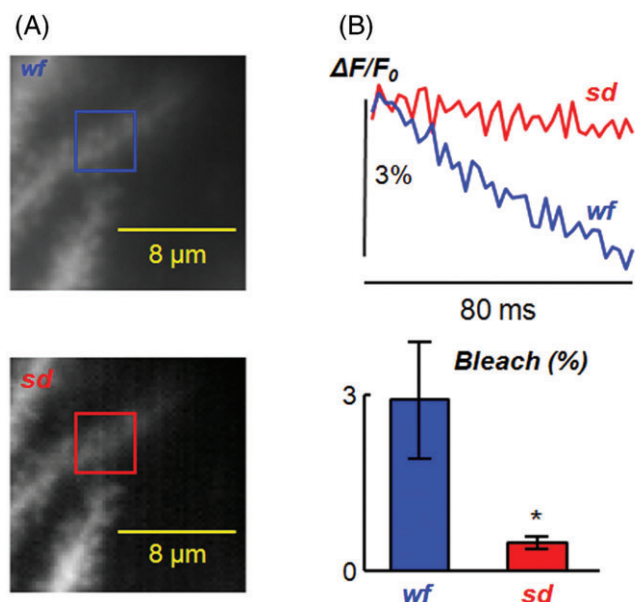 (A)
wf
8 µm
sd
8 µm
(B)
ΔF/F0
sd
3%
wf
80 ms
Bleach (%)
3
*
0
wf
sd